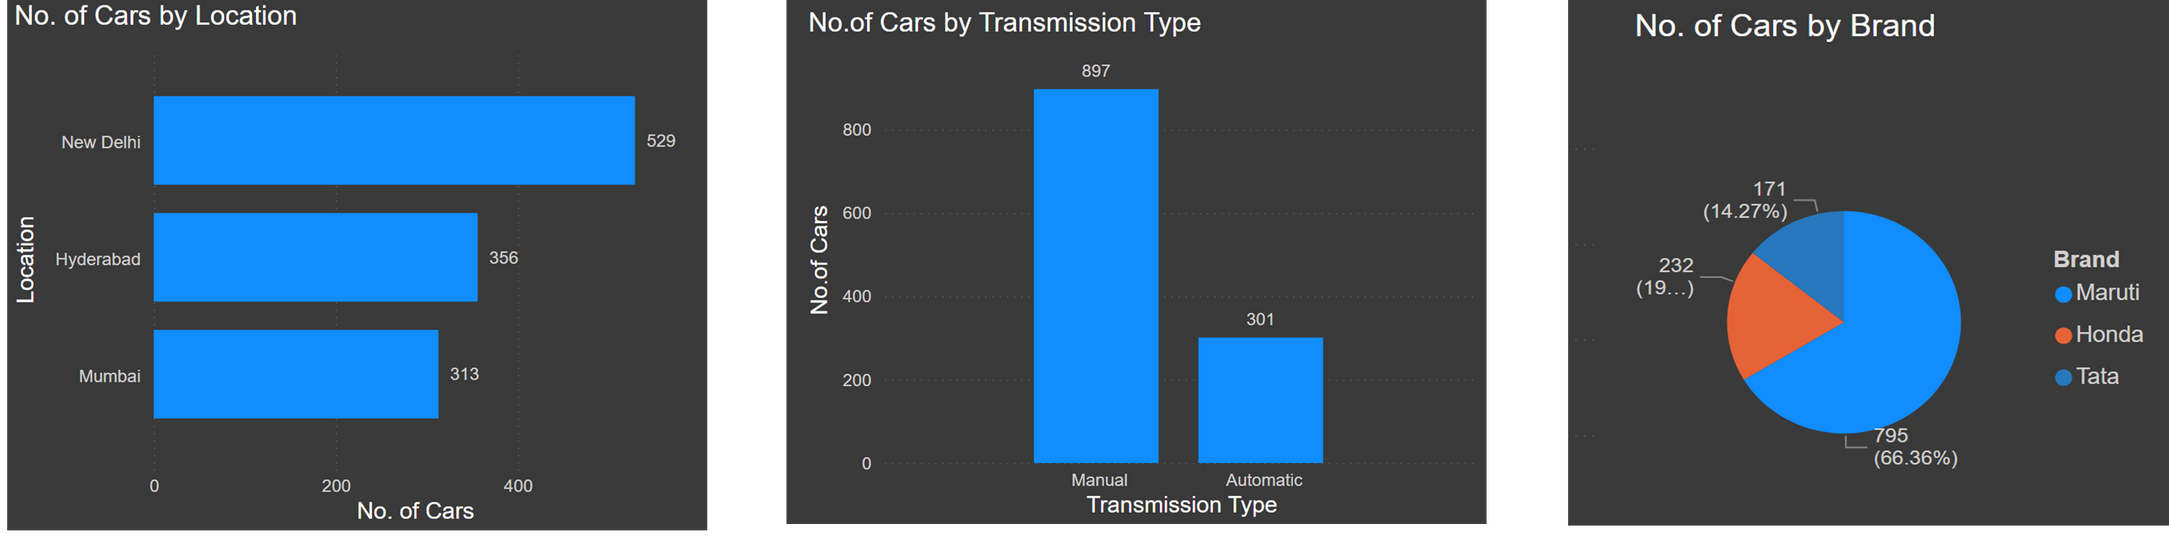 No. of Cars by Location
Location
New Delhi
529
Hyderabad
356
Mumbai
313
0
200
400
No. of Cars
No.of Cars by Transmission Type
No.of Cars
897
800
600
400
301
200
0
Manual
Automatic
Transmission Type
No. of Cars by Brand
171
(14.27%)
232
(19...)
795
(66.36%)
Brand
Maruti
Honda
Tata